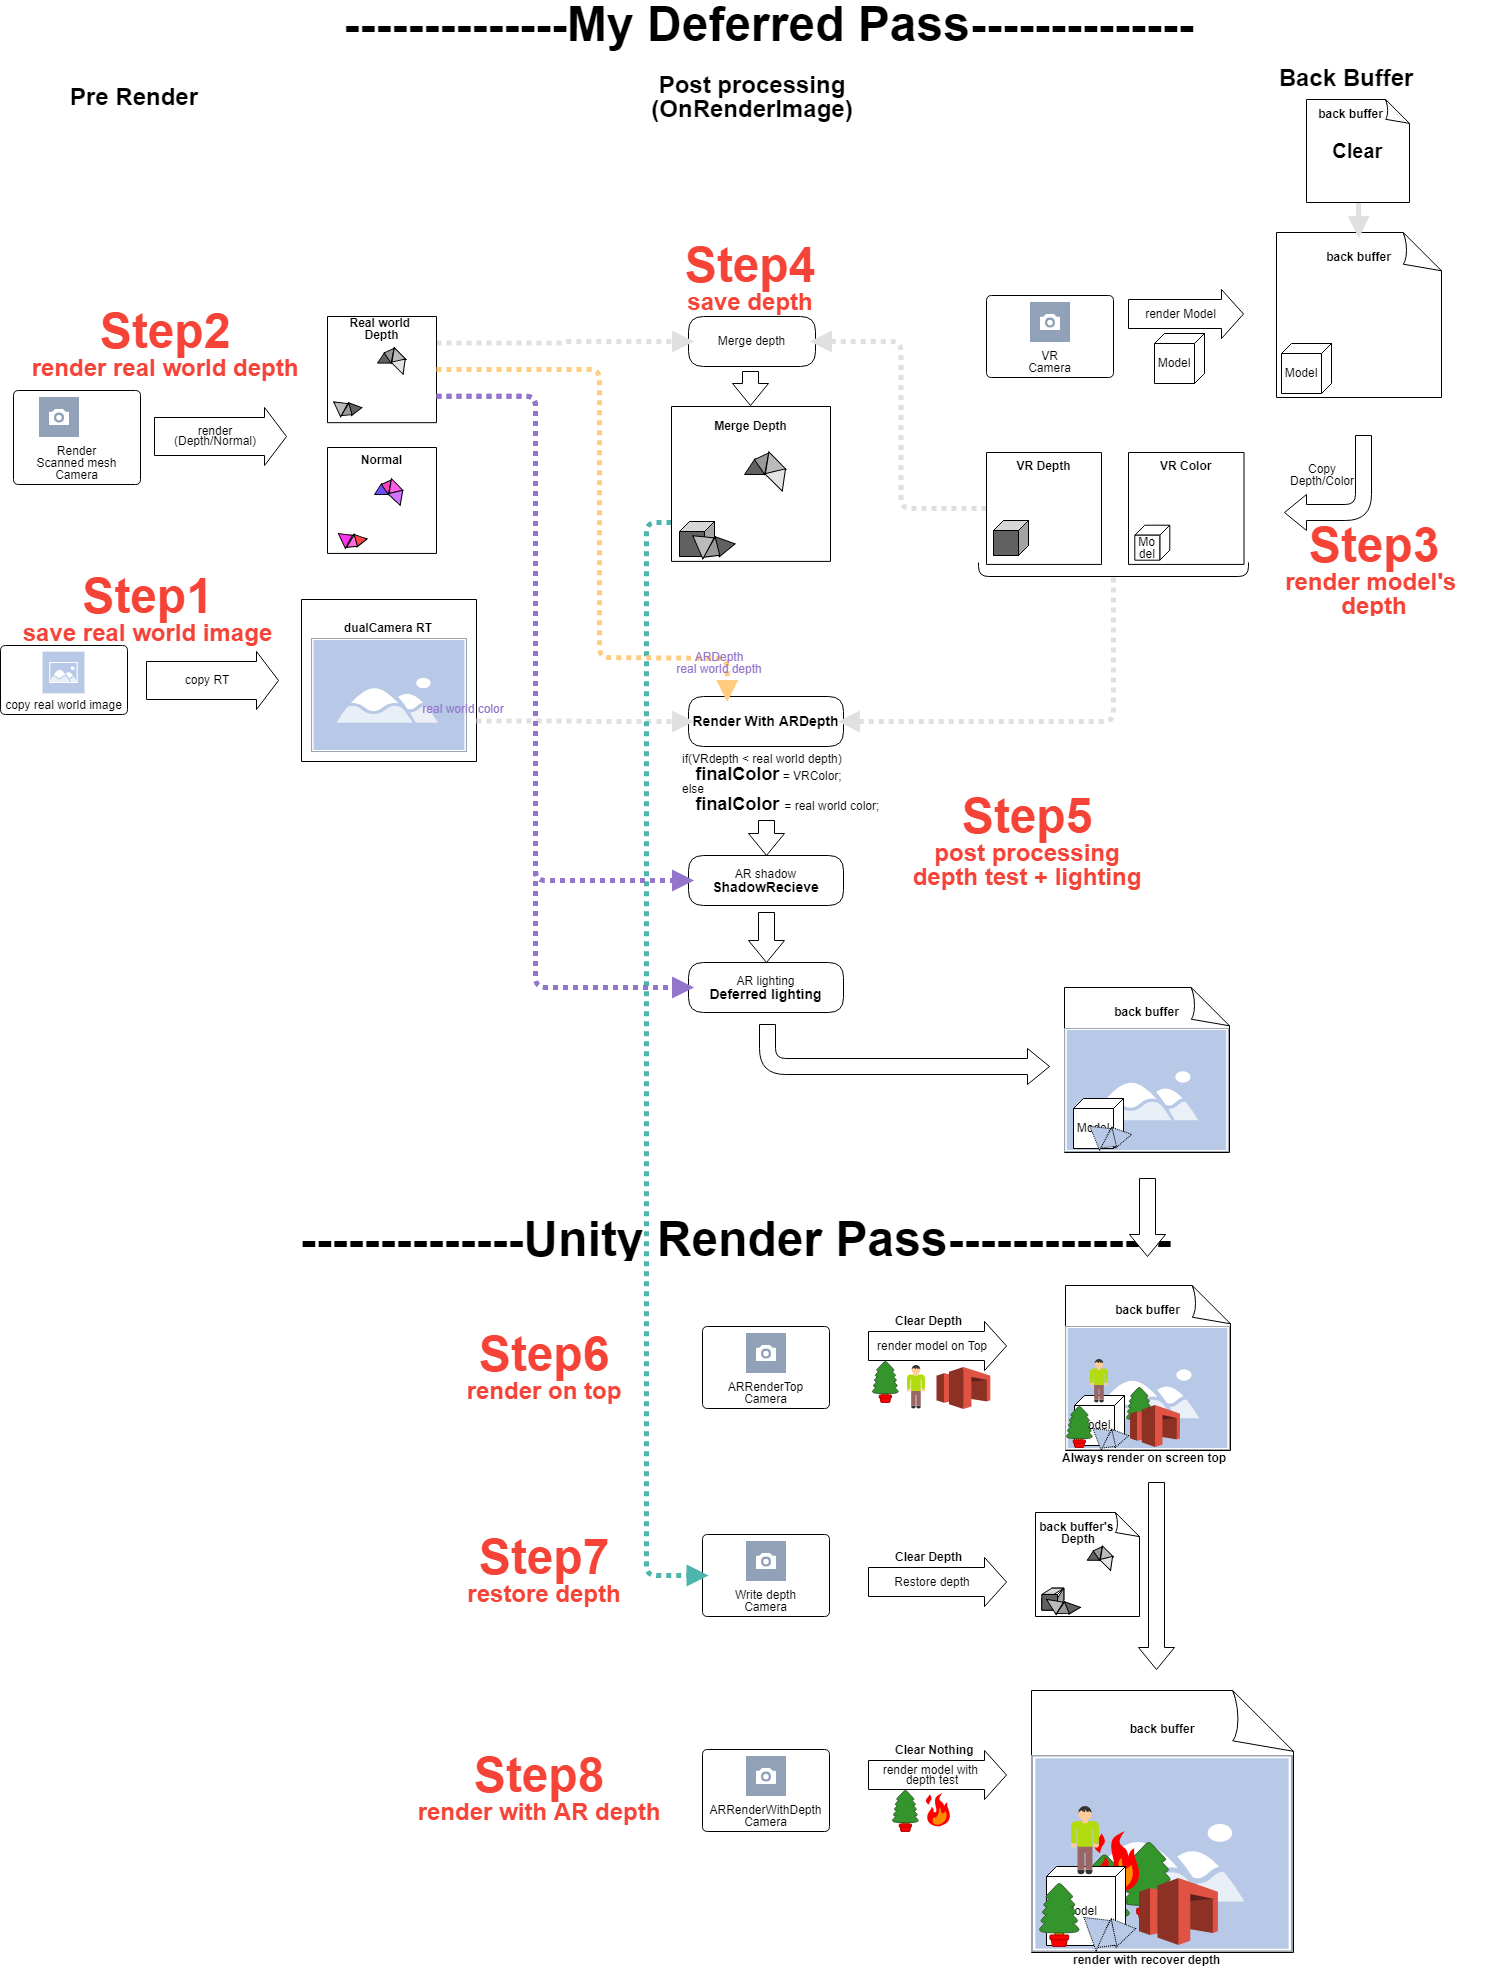 --------------My Deferred Pass--------------
Pre Render
Post processing
(OnRenderImage)
Back Buffer
back buffer
Clear
back buffer
Step4
save depth
Merge depth
VR
Camera
render Model
Model
Model
Step2
render real world depth
Real world
Depth
Render
Scanned mesh
Camera
render
(Depth/Normal)
Normal
Merge Depth
VR Depth
VR Color
Mo
del
Copy
Depth/Color
Step3
render model's
depth
Step1
save real world image
copy real world image
copy RT
dualCamera RT
real world color
ARDepth
real world depth
Render With ARDepth
if(VRdepth < real world depth)
finalColor = VRColor;
else
finalColor = real world color;
Step5
post processing
depth test + lighting
AR shadow
ShadowRecieve
AR lighting
Deferred lighting
back buffer
Model
--------------Unity Render Pass--------------
Step6
render on top
ARRenderTop
Camera
Clear Depth
render model on Top
back buffer
odel
Always render on screen top
Step7
restore depth
Write depth
Camera
Clear Depth
Restore depth
back buffer's
Depth
Step8
render with AR depth
ARRenderWithDepth
Camera
Clear Nothing
render model with
depth test
back buffer
odel
render with recover depth